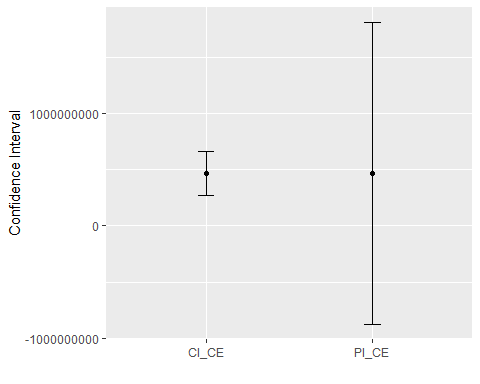 Confidence Interval
1000000000
0
-1000000000
CI_CE
PI_CE